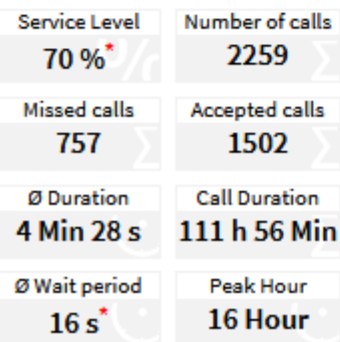 Service Level
70 %*
Number of calls
2259
Missed calls
757
Accepted calls
1502
Ø Duration
4 Min 28 s
Call Duration
111 h 56 Min
Ø Wait period
16 s*
Peak Hour
16 Hour